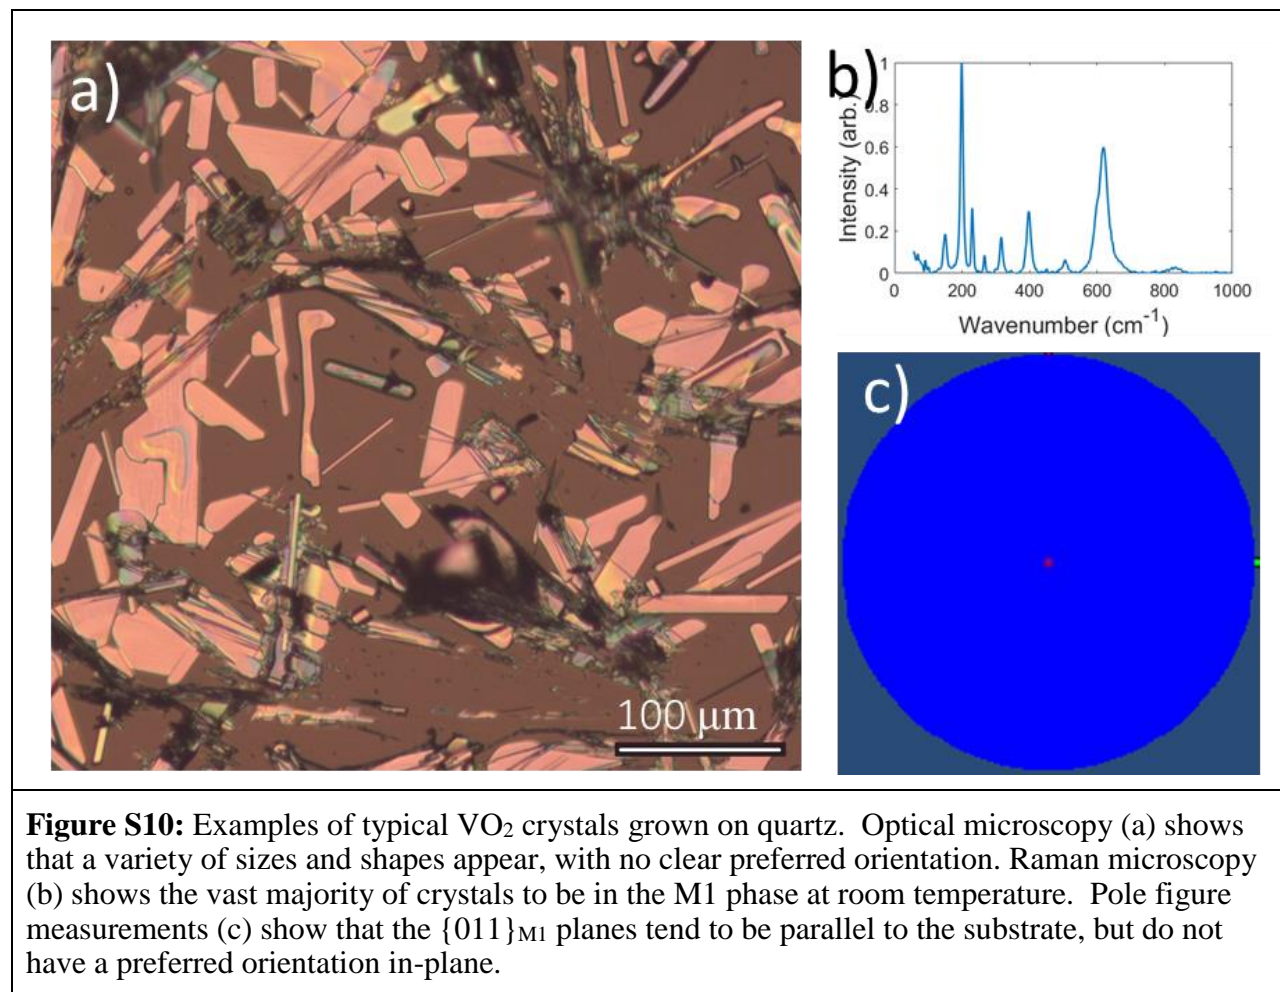 a)
100 μm
b)
Intensity (arb.)
1
0.8
0.6
0.4
0.2
0
0 200 400 600 800 1000
Wavenumber (cm⁻¹)
c)
Figure S10: Examples of typical VO₂ crystals grown on quartz. Optical microscopy (a) shows
that a variety of sizes and shapes appear, with no clear preferred orientation. Raman microscopy
(b) shows the vast majority of crystals to be in the M1 phase at room temperature. Pole figure
measurements (c) show that the {011}M1 planes tend to be parallel to the substrate, but do not
have a preferred orientation in-plane.